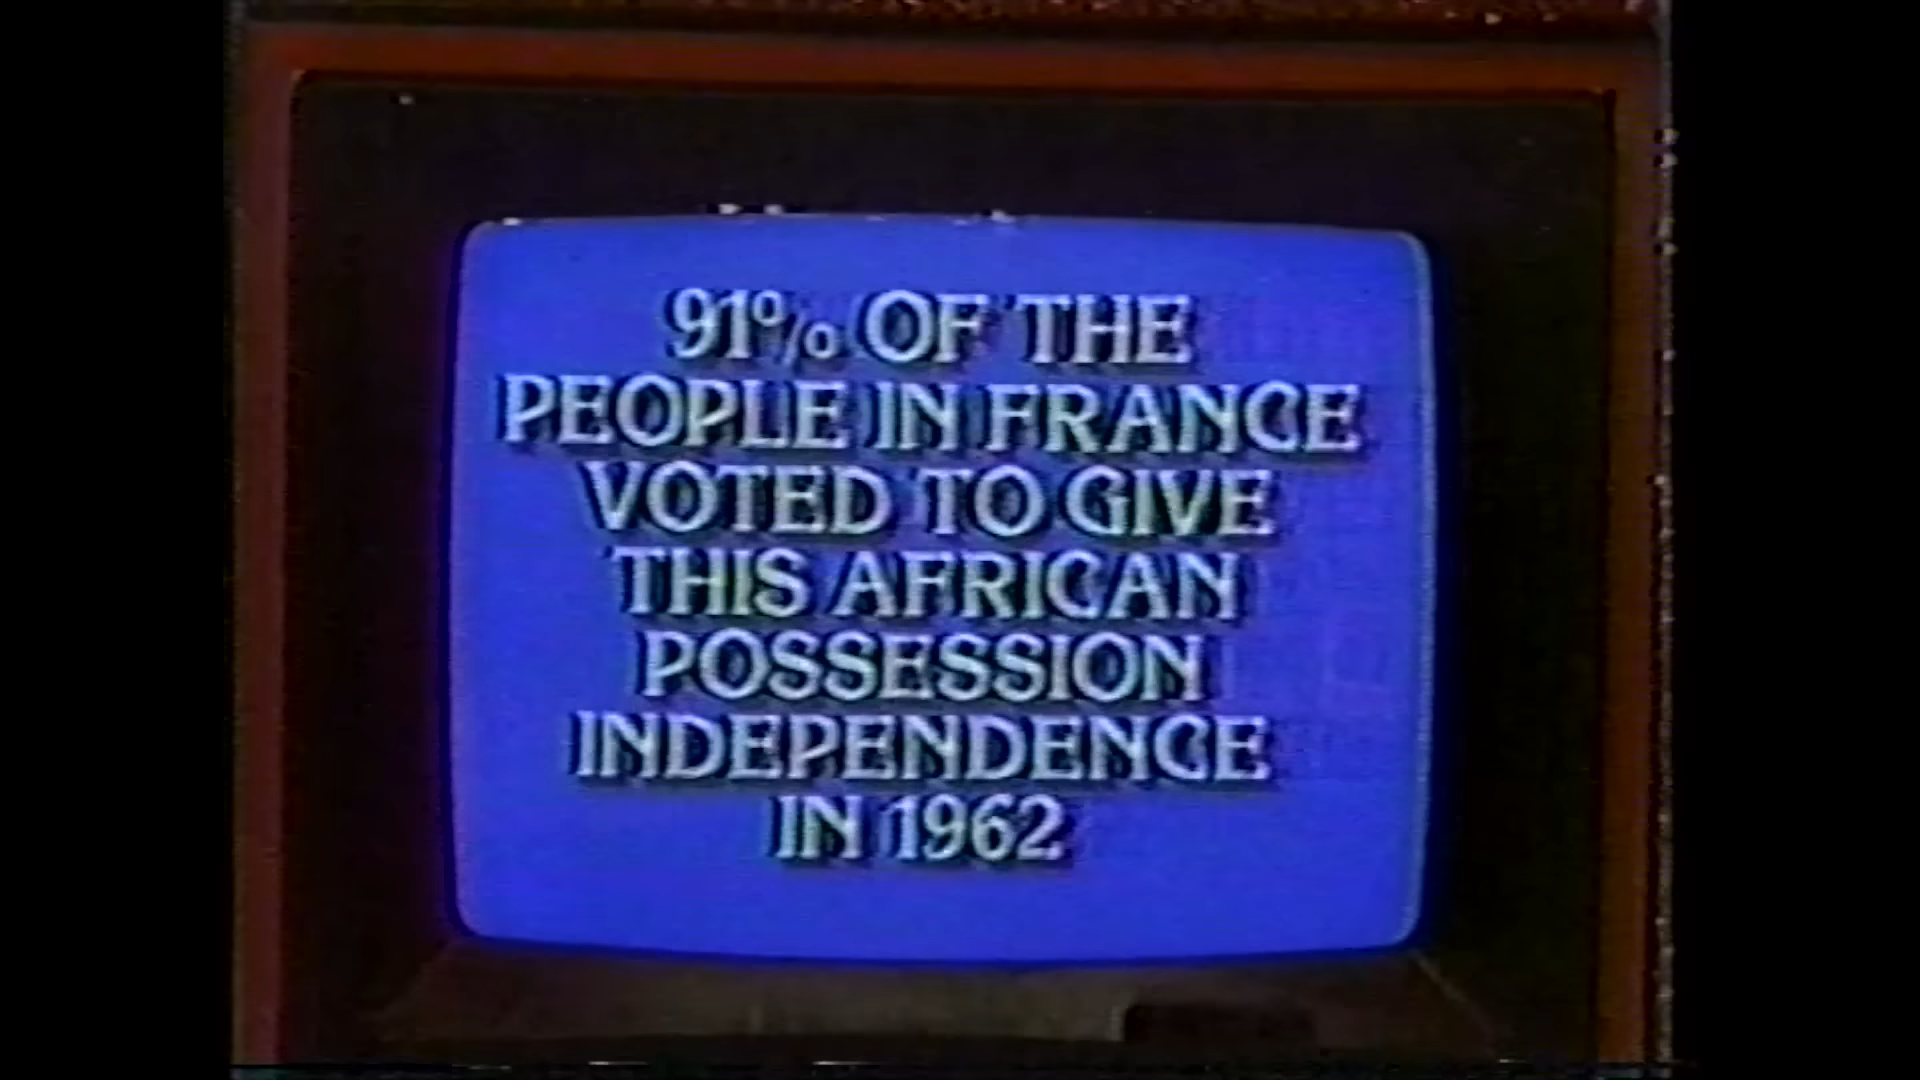 91% OF THE
PEOPLE IN FRANCE
VOTED TO GIVE
THIS AFRICAN
POSSESSION
INDEPENDENCE
IN 1962